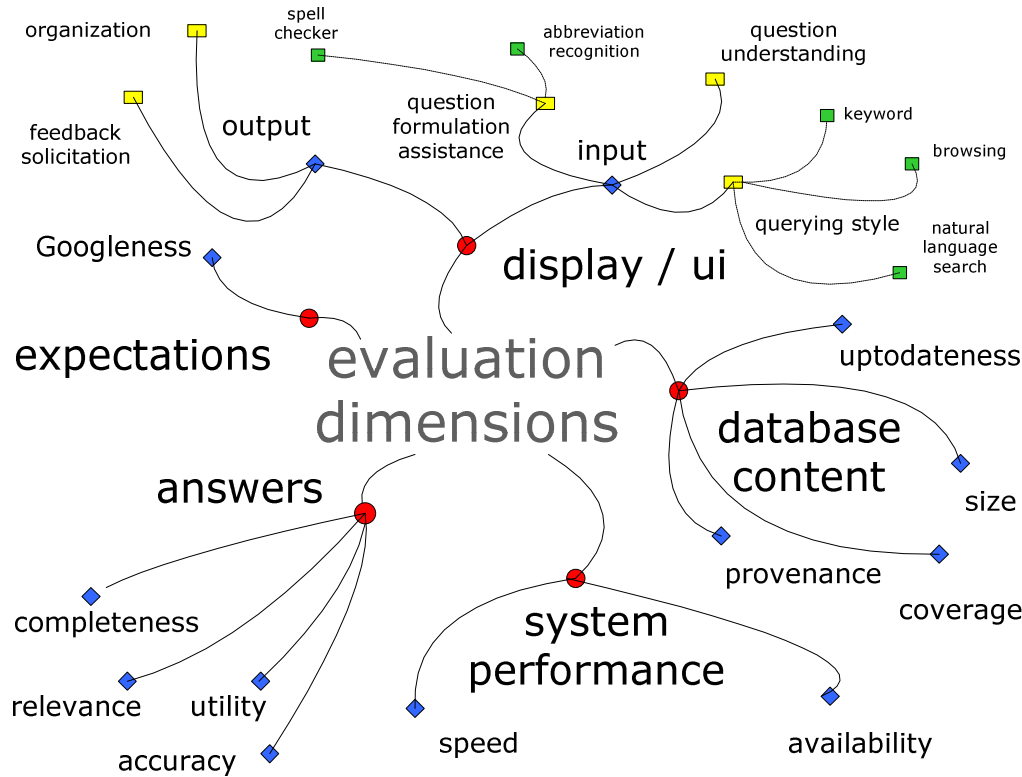 organization
spell
checker
abbreviation
recognition
question
understanding
feedback
solicitation
output
question
formulation
assistance
input
keyword
browsing
querying style
natural
language
search
Googleness
display / ui
expectations
evaluation
dimensions
uptodateness
database
content
size
answers
provenance
coverage
completeness
system
performance
relevance
utility
accuracy
speed
availability